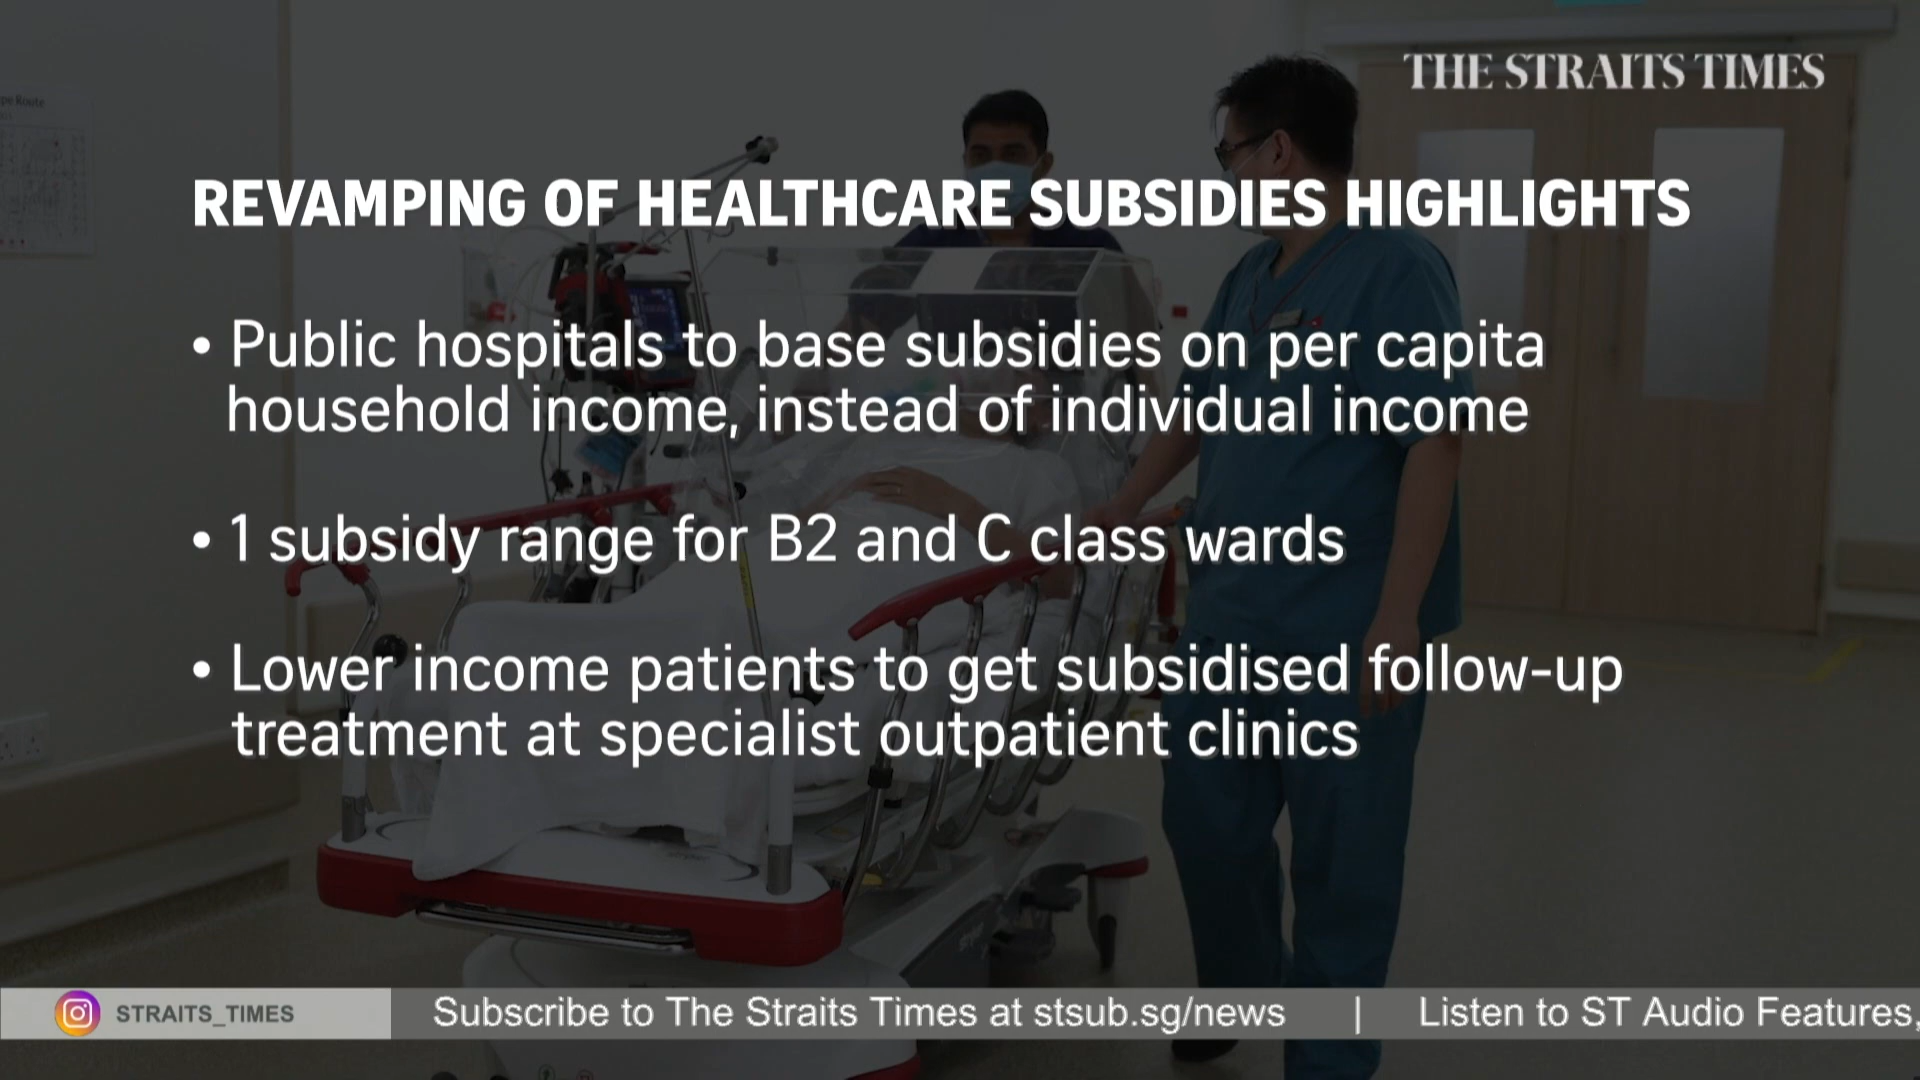 pe Route
THE STRAITS TIMES
REVAMPING OF HEALTHCARE SUBSIDIES HIGHLIGHTS
• Public hospitals to base subsidies on per capita
household income, instead of individual income
• 1 subsidy range for B2 and C class wards
• Lower income patients to get subsidised follow-up
treatment at specialist outpatient clinics
STRAITS_TIMES
Subscribe to The Straits Times at stsub.sg/news | Listen to ST Audio Features,